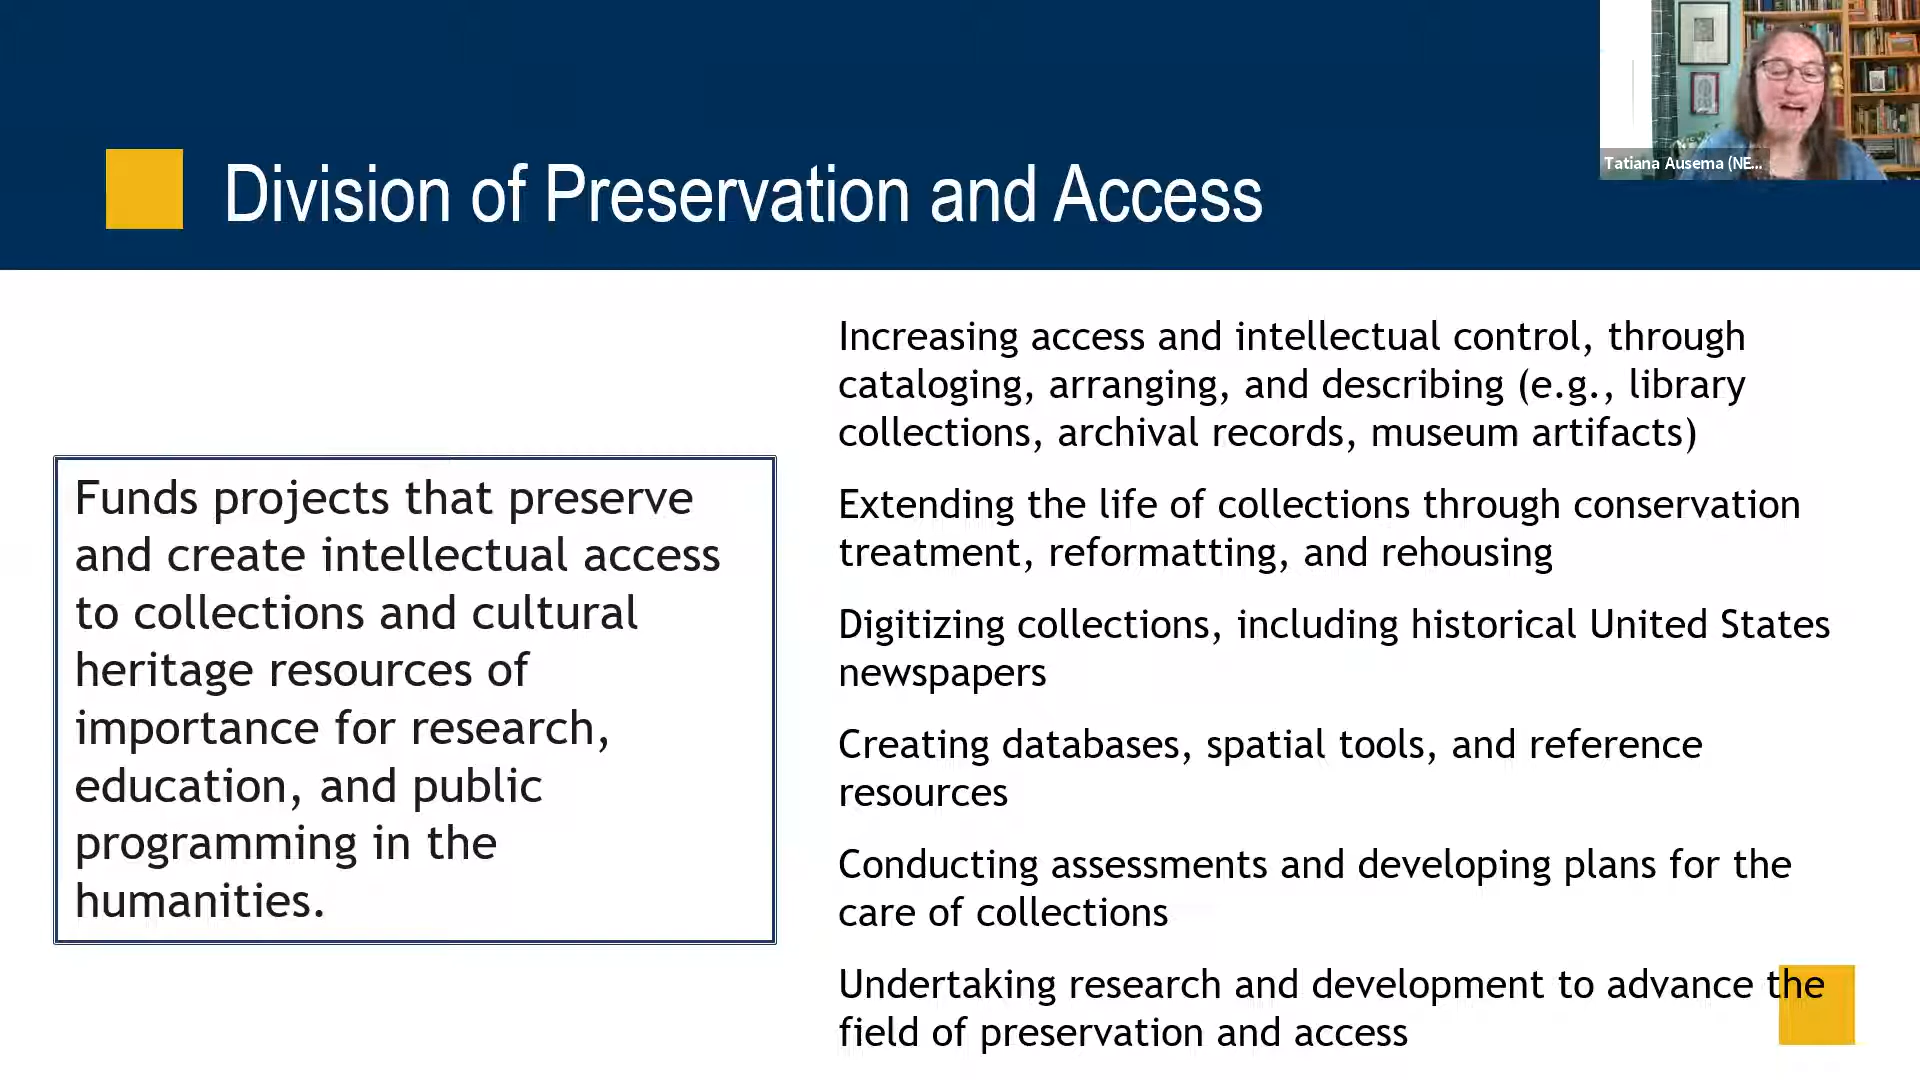 Tatiana Ausema (NE...
Division of Preservation and Access
Funds projects that preserve
and create intellectual access
to collections and cultural
heritage resources of
importance for research,
education, and public
programming in the
humanities.
Increasing access and intellectual control, through
cataloging, arranging, and describing (e.g., library
collections, archival records, museum artifacts)
Extending the life of collections through conservation
treatment, reformatting, and rehousing
Digitizing collections, including historical United States
newspapers
Creating databases, spatial tools, and reference
resources
Conducting assessments and developing plans for the
care of collections
Undertaking research and development to advance the
field of preservation and access